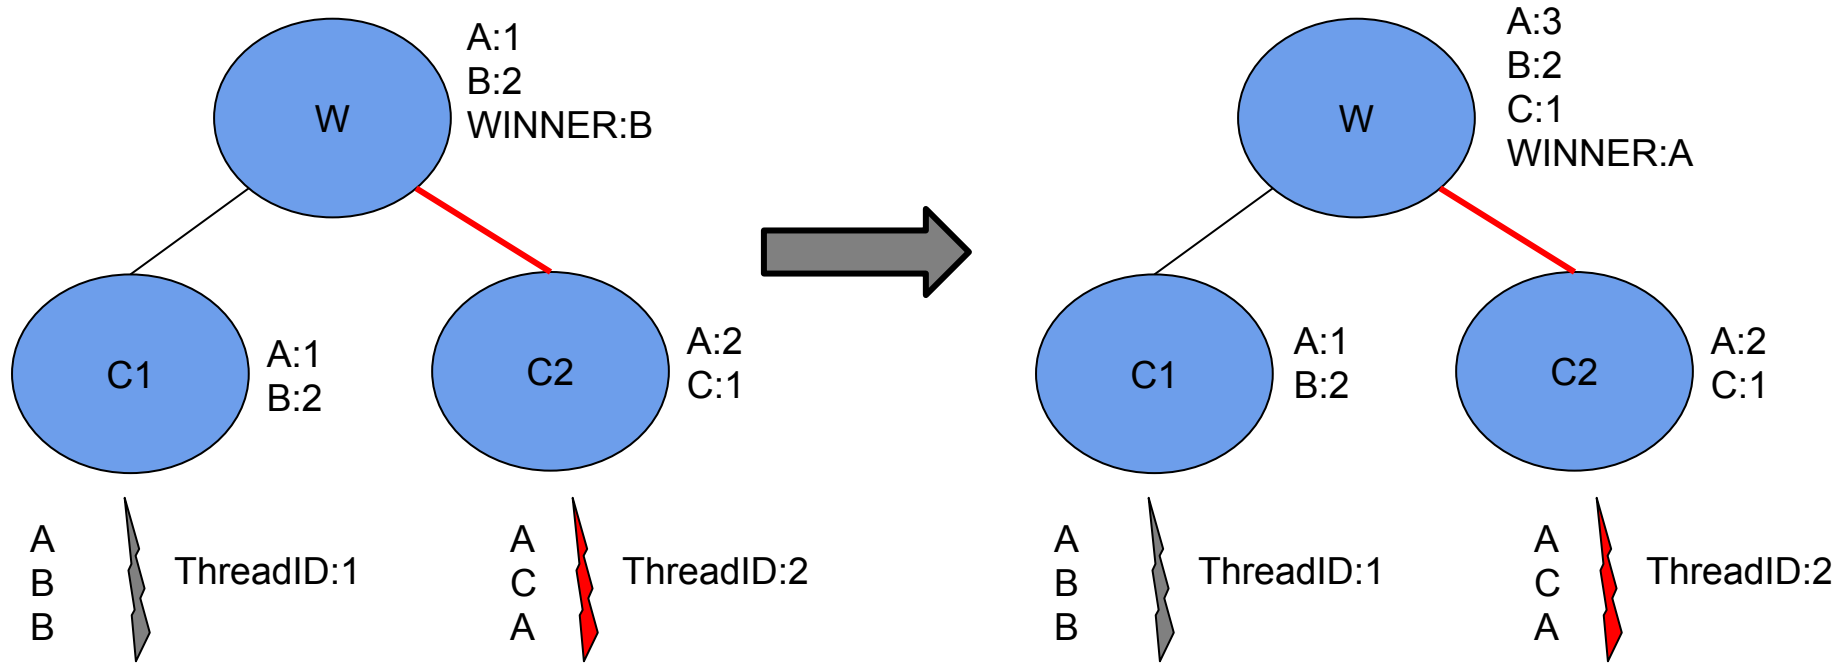 A:1
B:2
WINNER:B
W
C1
A:1
B:2
C2
A:2
C:1
A
B
B
ThreadID:1
A
C
A
ThreadID:2
A:3
B:2
C:1
WINNER:A
W
C1
A:1
B:2
C2
A:2
C:1
A
B
B
ThreadID:1
A
C
A
ThreadID:2